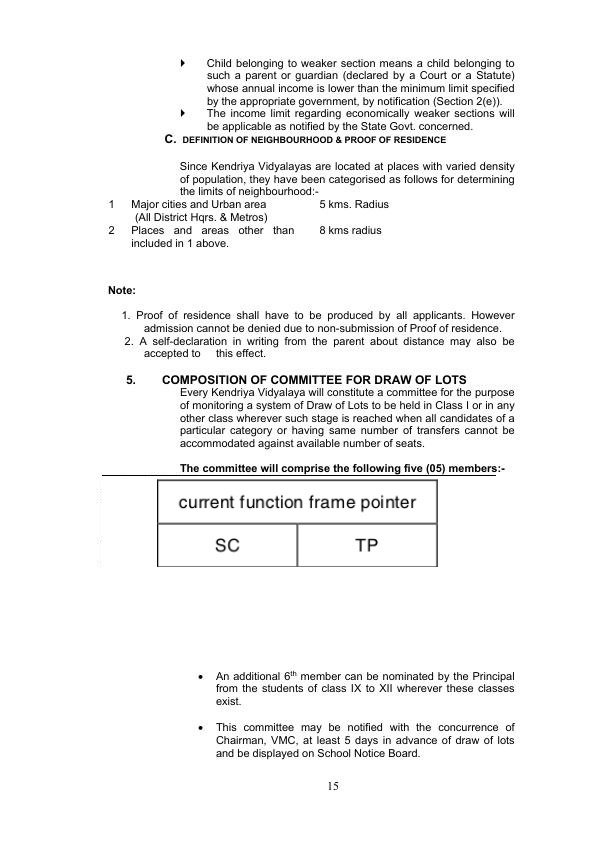 Child belonging to weaker section means a child belonging to
such a parent or guardian (declared by a Court or a Statute)
whose annual income is lower than the minimum limit specified
by the appropriate government, by notification (Section 2(e)).
The income limit regarding economically weaker sections will
be applicable as notified by the State Govt. concerned.
C. DEFINITION OF NEIGHBOURHOOD & PROOF OF RESIDENCE
Since Kendriya Vidyalayas are located at places with varied density
of population, they have been categorised as follows for determining
the limits of neighbourhood:-
1 Major cities and Urban area 5 kms. Radius
(All District Hqrs. & Metros)
2 Places and areas other than 8 kms radius
included in 1 above.
Note:
1. Proof of residence shall have to be produced by all applicants. However
admission cannot be denied due to non-submission of Proof of residence.
2. A self-declaration in writing from the parent about distance may also be
accepted to this effect.
5. COMPOSITION OF COMMITTEE FOR DRAW OF LOTS
Every Kendriya Vidyalaya will constitute a committee for the purpose
of monitoring a system of Draw of Lots to be held in Class I or in any
other class wherever such stage is reached when all candidates of a
particular category or having same number of transfers cannot be
accommodated against available number of seats.
The committee will comprise the following five (05) members:-
current function frame pointer
SC TP
• An additional 6th member can be nominated by the Principal
from the students of class IX to XII wherever these classes
exist.
• This committee may be notified with the concurrence of
Chairman, VMC, at least 5 days in advance of draw of lots
and be displayed on School Notice Board.
15